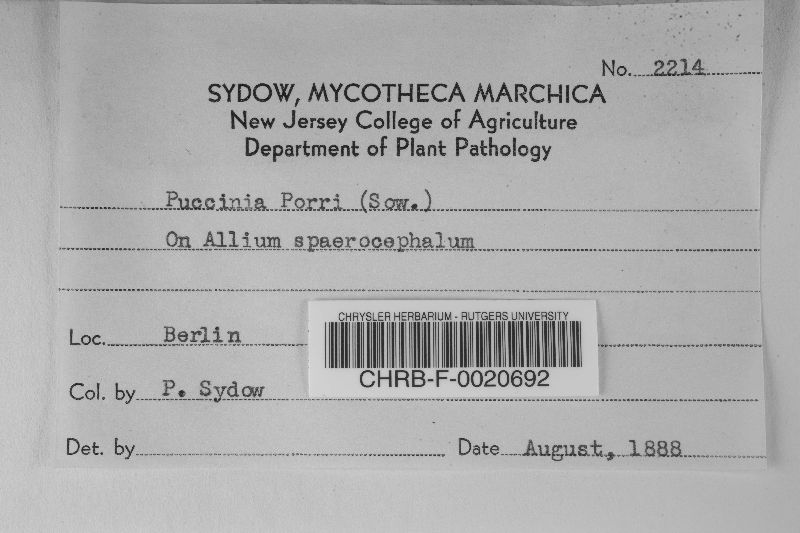 No. 2214
SYDOW, MYCOTHECA MARCHICA
New Jersey College of Agriculture
Department of Plant Pathology
Puccinia Porri (Sow.)
On Allium spaerocephalum
Loc. Berlin
CHRYSLER HERBARIUM - RUTGERS UNIVERSITY
CHRB-F-0020692
Col. by P. Sydow
Det. by
Date August, 1888